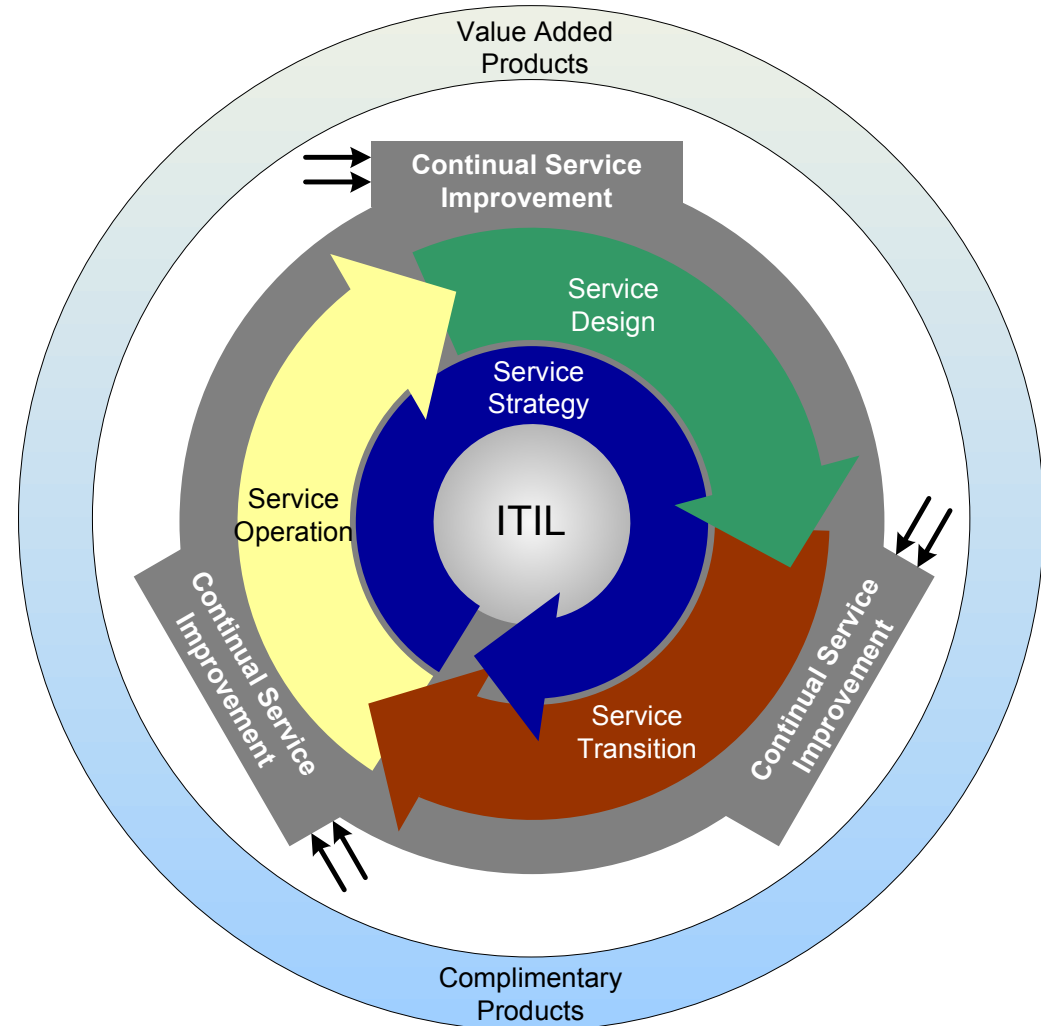 Value Added
Products
Continual Service
Improvement
Service
Design
Service
Strategy
ITIL
Service
Operation
Continual Service
Improvement
Continual Service
Improvement
Service
Transition
Complimentary
Products